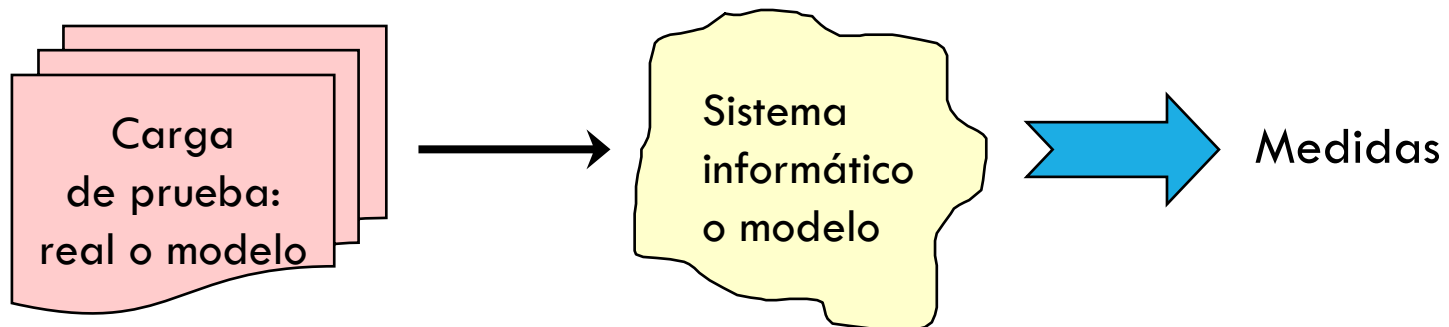 Carga
de prueba:
real o modelo
Sistema
informático
o modelo
Medidas